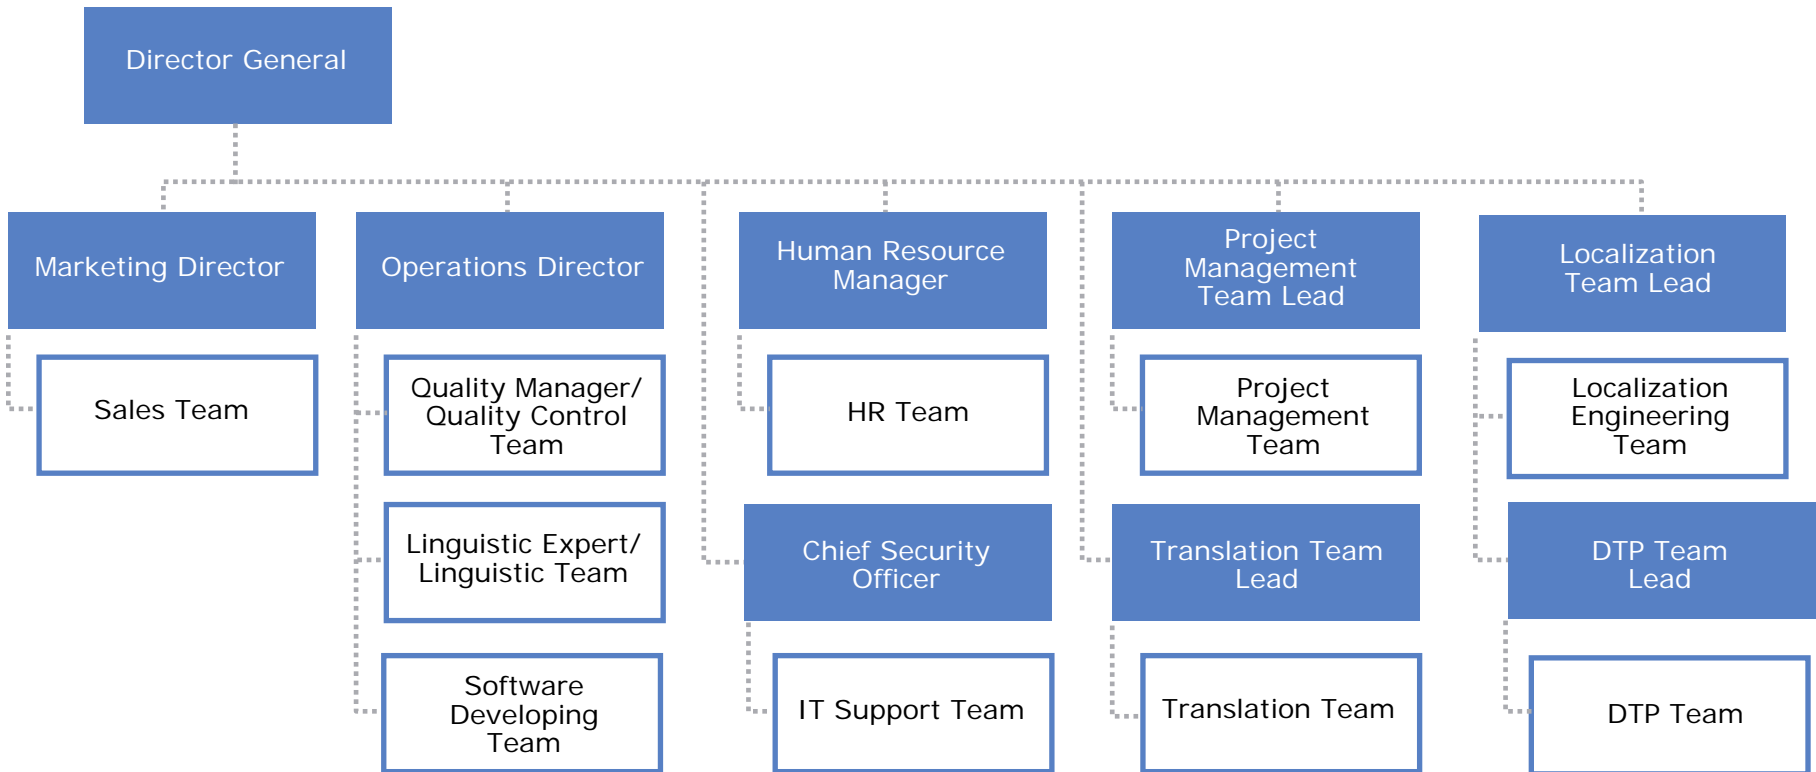 Director General
Marketing Director
Operations Director
Human Resource
Manager
Project
Management
Team Lead
Localization
Team Lead
Sales Team
Quality Manager/
Quality Control
Team
HR Team
Project
Management
Team
Localization
Engineering
Team
Linguistic Expert/
Linguistic Team
Chief Security
Officer
Translation Team
Lead
DTP Team
Lead
Software
Developing
Team
IT Support Team
Translation Team
DTP Team